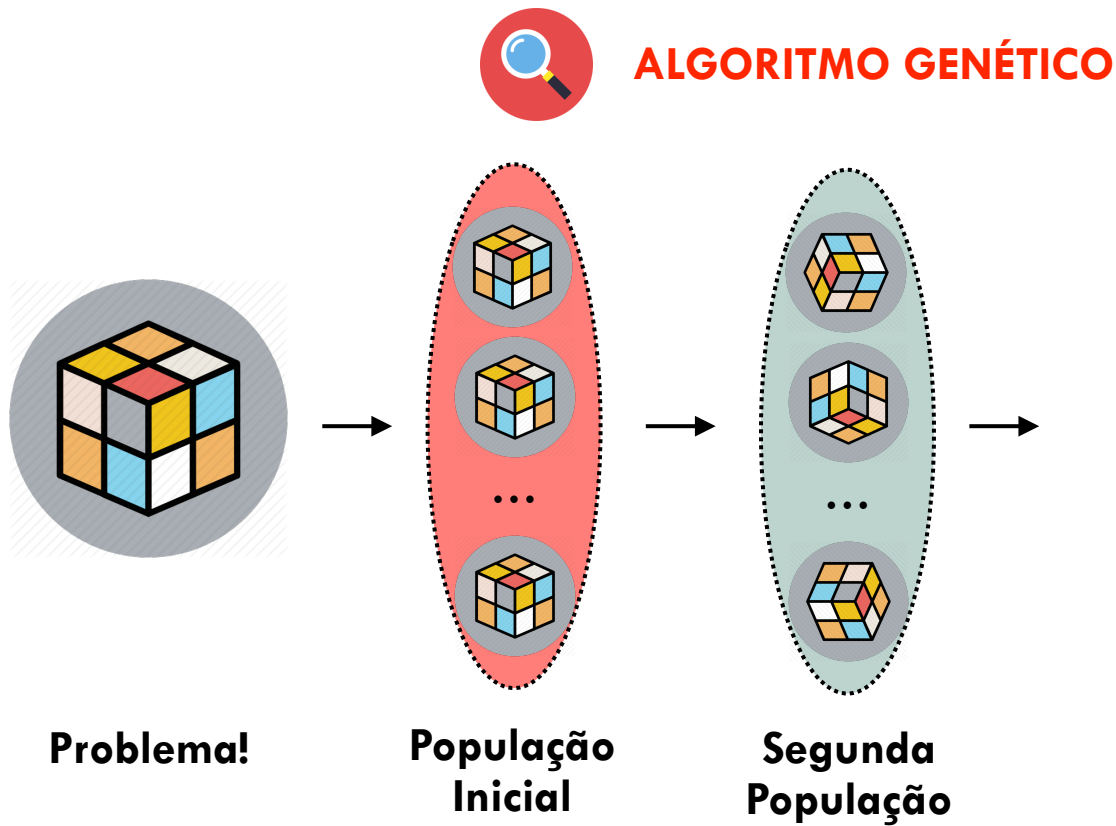 ALGORITMO GENÉTICO
...
...
Problema!
População
Inicial
Segunda
População